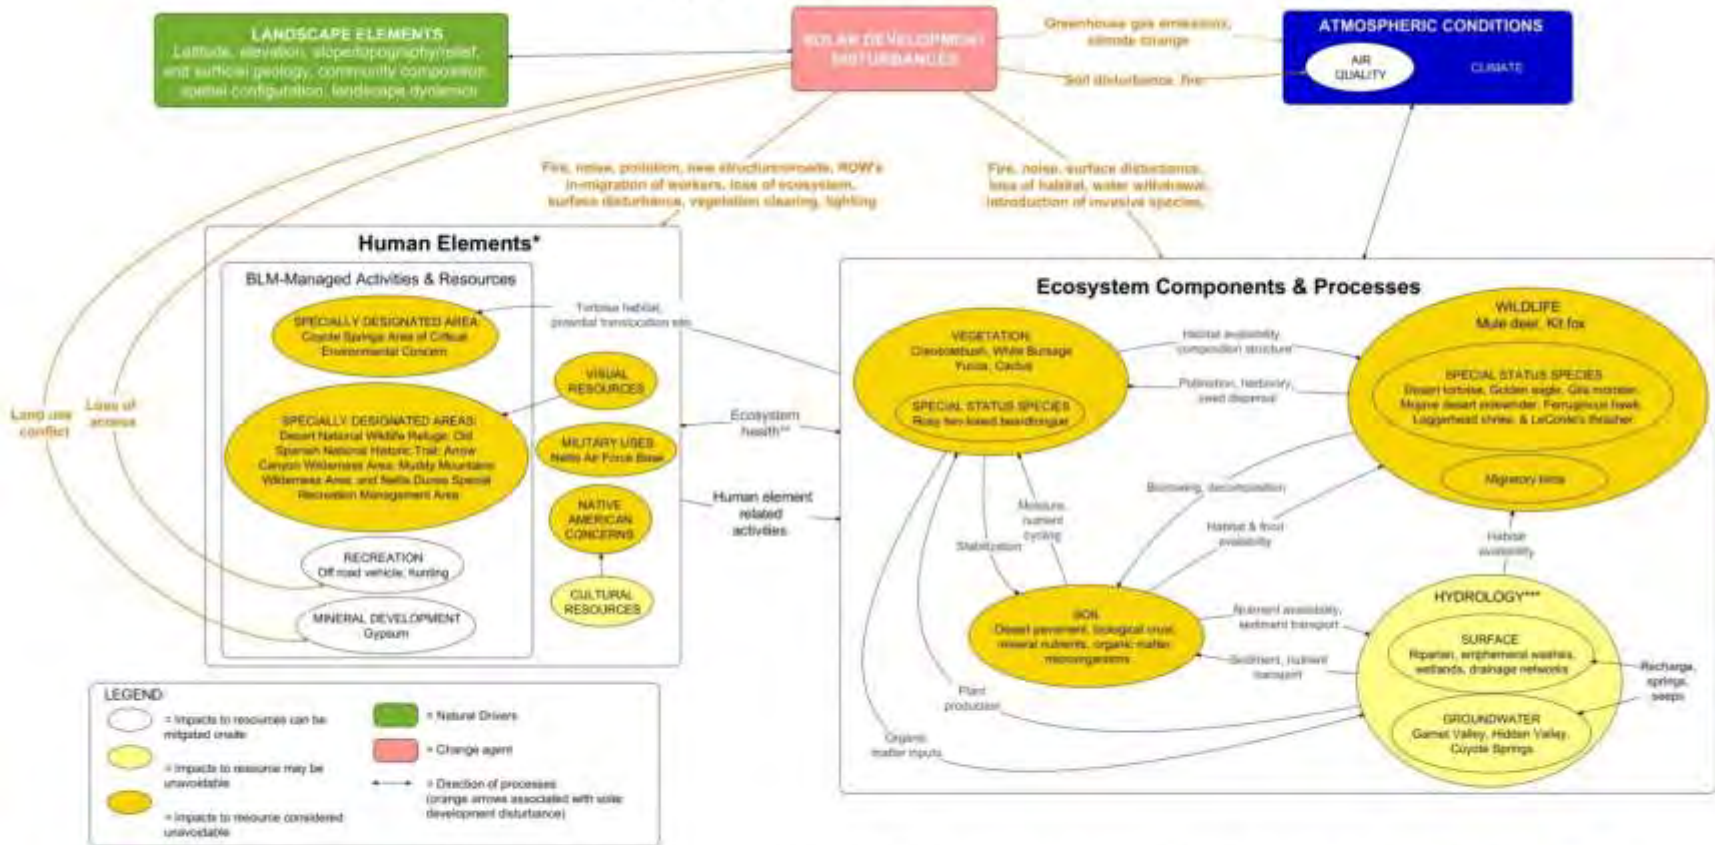 LANDSCAPE ELEMENTS
Latitude, elevation, slope/topography/relief,
and surficial geology, community composition,
spatial configuration, landscape dynamics
SOLAR DEVELOPMENT
DISTURBANCES
Greenhouse gas emissions,
climate change
Soil disturbance, fire
ATMOSPHERIC CONDITIONS
AIR
QUALITY
CLIMATE
Fire, noise, pollution, new structures/roads, ROW's
in-migration of workers, loss of ecosystem,
surface disturbance, vegetation clearing, lighting
Fire, noise, surface disturbance,
loss of habitat, water withdrawal,
introduction of invasive species,
Land use
conflict
Loss of
access
Human Elements*
BLM-Managed Activities & Resources
SPECIALLY DESIGNATED AREA:
Coyote Springs Area of Critical
Environmental Concern
SPECIALLY DESIGNATED AREAS:
Desert National Wildlife Refuge; Old
Spanish National Historic Trail; Arrow
Canyon Wilderness Area; Muddy Mountains
Wilderness Area; and Nellis Dunes Special
Recreation Management Area
RECREATION
Off road vehicle, hunting
MINERAL DEVELOPMENT
Gypsum
VISUAL
RESOURCES
MILITARY USES
Nellis Air Force Base
NATIVE
AMERICAN
CONCERNS
CULTURAL
RESOURCES
Tortoise habitat,
potential translocation site
Ecosystem
health**
Human element
related
activities
Ecosystem Components & Processes
VEGETATION:
Creosotebush, White Bursage
Yucca, Cactus
SPECIAL STATUS SPECIES
Rosy two-toned beardtongue
Habitat availability,
composition structure
Pollination, herbivory,
seed dispersal
WILDLIFE
Mule deer, Kit fox
SPECIAL STATUS SPECIES
Desert tortoise, Golden eagle, Gila monster,
Mojave desert sidewinder, Ferruginous hawk,
Loggerhead shrike, & LeConte's thrasher
Migratory birds
Burrowing, decomposition
Habitat & food
availability
Moisture,
nutrient
cycling
Stabilization
Habitat
availability
SOIL
Desert pavement, biological crust,
mineral nutrients, organic matter,
microorganisms
Nutrient availability,
sediment transport
Sediment, nutrient
transport
Plant
production
Organic
matter inputs
HYDROLOGY***
SURFACE
Riparian, emphemeral washes,
wetlands, drainage networks
GROUNDWATER
Garnet Valley, Hidden Valley,
Coyote Springs
Recharge,
springs,
seeps
LEGEND
= Impacts to resources can be
mitigated onsite
= Impacts to resource may be
unavoidable
= Impacts to resource considered
unavoidable
= Natural Drivers
= Change agent
= Direction of processes
(orange arrows associated with solar
development disturbance)